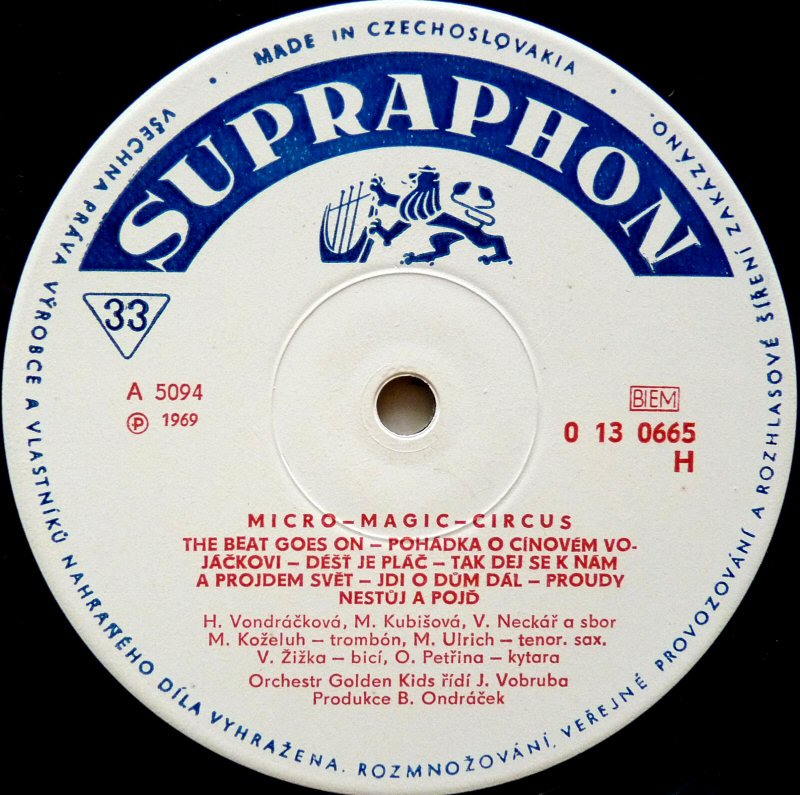 MADE IN CZECHOSLOVAKIA
SUPRAPHON
33
A 5094
℗ 1969
BIEM
0 13 0665
H
MICRO–MAGIC–CIRCUS
THE BEAT GOES ON – POHÁDKA O CÍNOVÉM VO-
JÁČKOVI – DÉŠŤ JE PLÁČ – TAK DEJ SE K NÁM
A PROJDEM SVĚT – JDI O DŮM DÁL – PROUDY
NESTŮJ A POJĎ
H. Vondráčková, M. Kubišová, V. Neckář a sbor
M. Koželuh – trombón, M. Ulrich – tenor. sax.
V. Žižka – bicí, O. Petřina – kytara
Orchestr Golden Kids řídí J. Vobruba
Produkce B. Ondráček
VŠECHNA PRÁVA VÝROBCE A VLASTNÍKŮ NAHRANÉHO DÍLA VYHRAŽENA. ROZMNOŽOVÁNÍ, VEŘEJNÉ PROVOZOVÁNÍ A ROZHLASOVÉ ŠÍŘENÍ ZAKÁZÁNO.